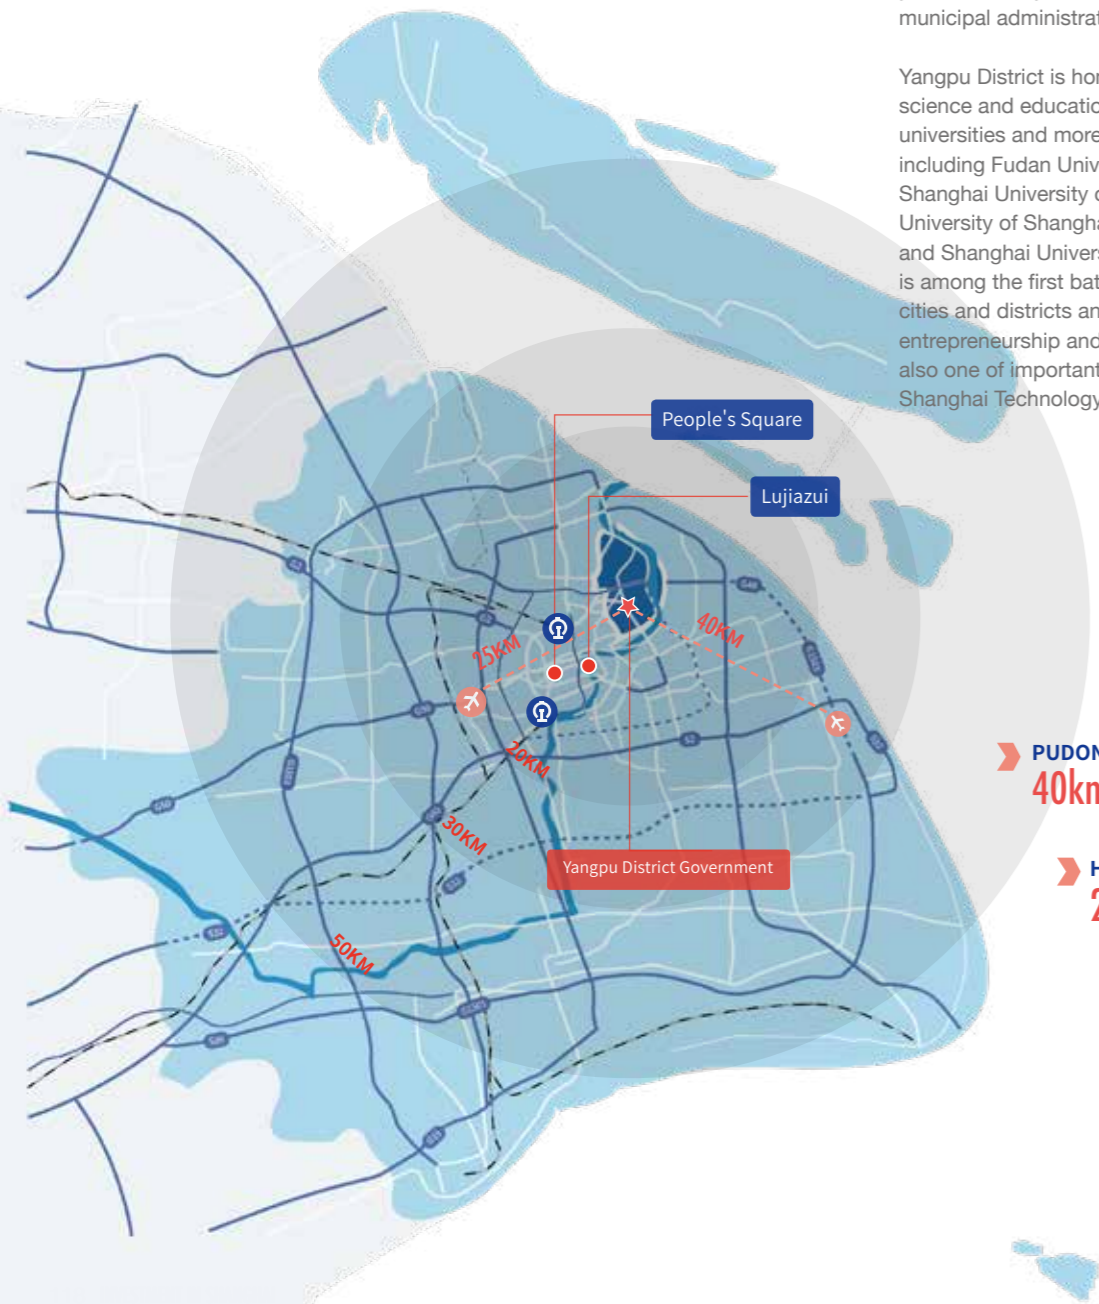 municipal administrat
Yangpu District is hor
science and educatio
universities and more
including Fudan Univ
Shanghai University o
University of Shangha
and Shanghai Univers
is among the first bat
cities and districts an
entrepreneurship and
also one of important
Shanghai Technology
People's Square
Lujiazui
25KM
40KM
20KM
30KM
50KM
Yangpu District Government
PUDON
40km
H
2